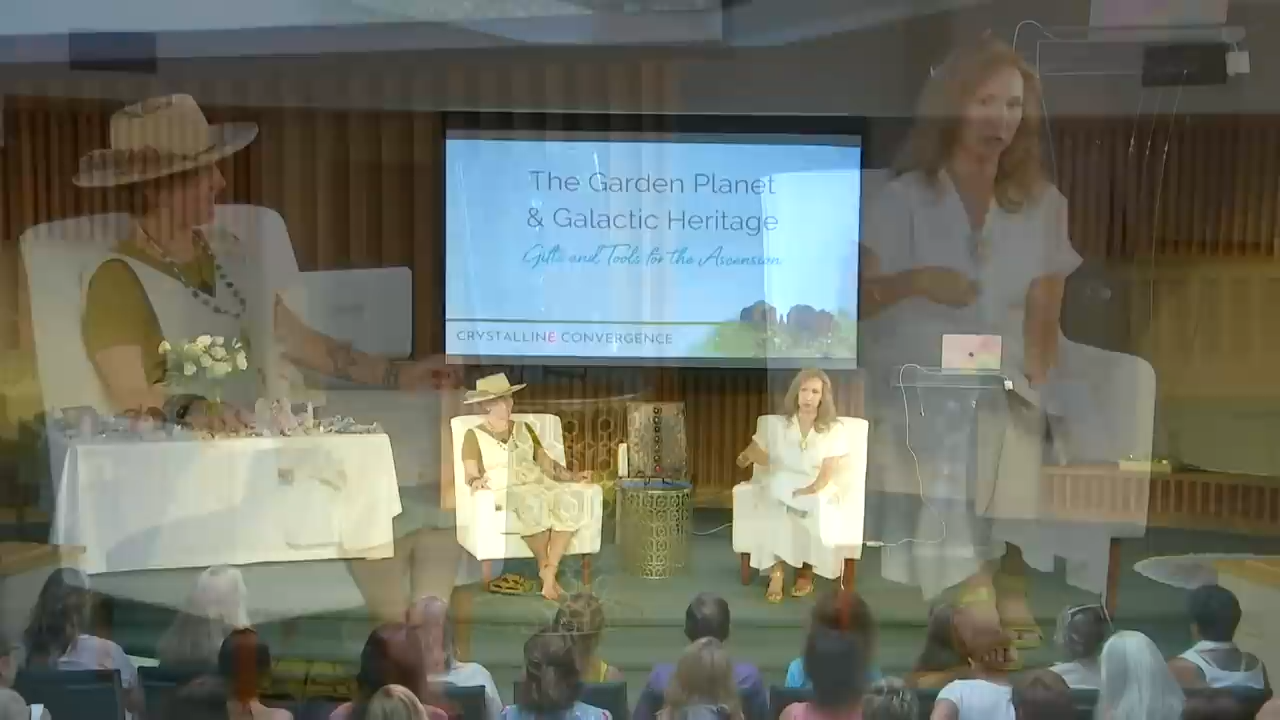 The Garden Planet
& Galactic Heritage
Gifts and Tools for the Ascension
CRYSTALLINE CONVERGENCE